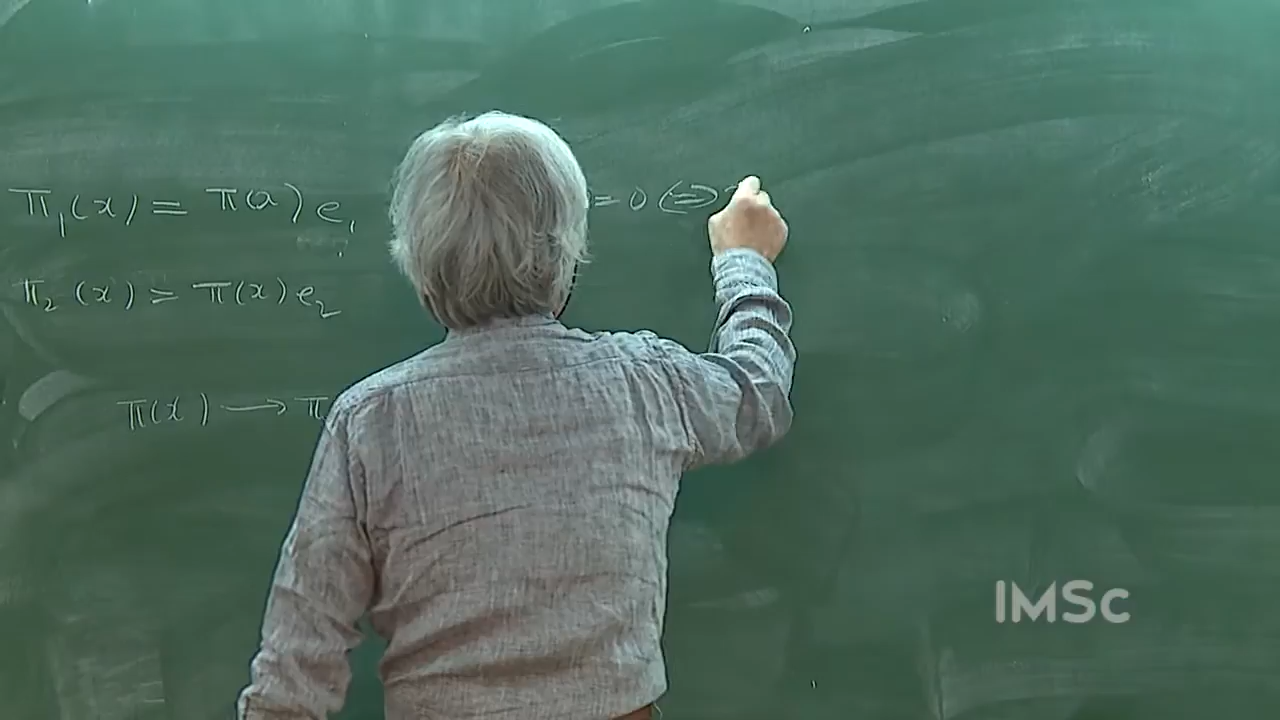 π₁(x) = π(x) e₁
= 0 ⇔
π₂(x) = π(x) e₂
π(x) → π
IMSc